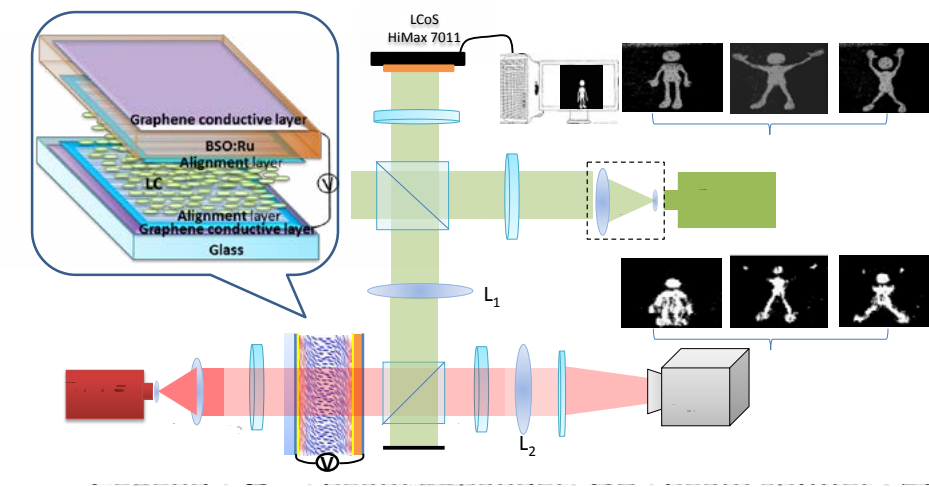 LCoS
HiMax 7011
Graphene conductive layer
BSO:Ru
Alignment layer
LC
V
Alignment layer
Graphene conductive layer
Glass
L1
L2
V